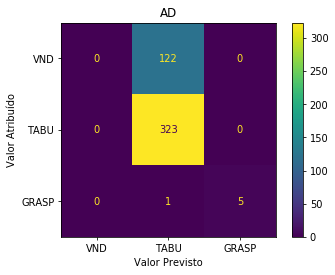 AD
VND 0 122 0
TABU 0 323 0
GRASP 0 1 5
VND TABU GRASP
Valor Previsto
Valor Atribuído
300
250
200
150
100
50
0